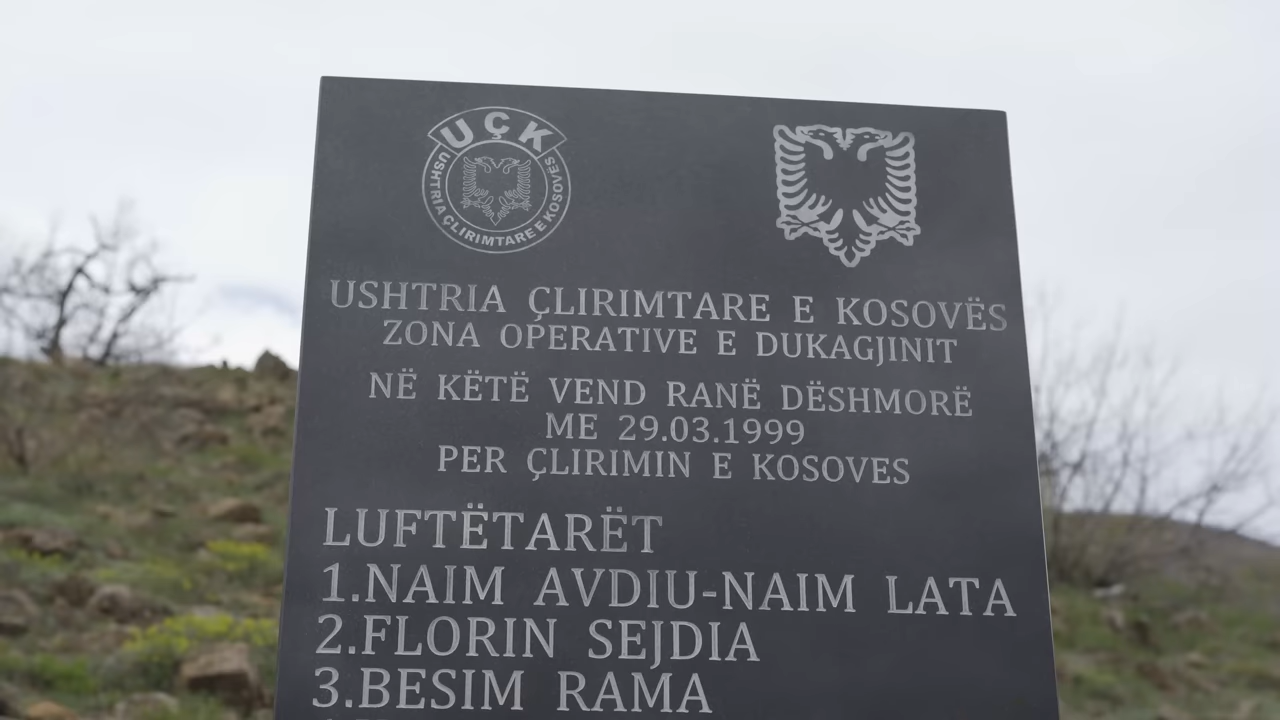 UÇK
USHTRIA ÇLIRIMTARE E KOSOVËS
USHTRIA ÇLIRIMTARE E KOSOVËS
ZONA OPERATIVE E DUKAGJINIT
NË KËTË VEND RANË DËSHMORË
ME 29.03.1999
PER ÇLIRIMIN E KOSOVES
LUFTËTARËT
1.NAIM AVDIU-NAIM LATA
2.FLORIN SEJDIA
3.BESIM RAMA